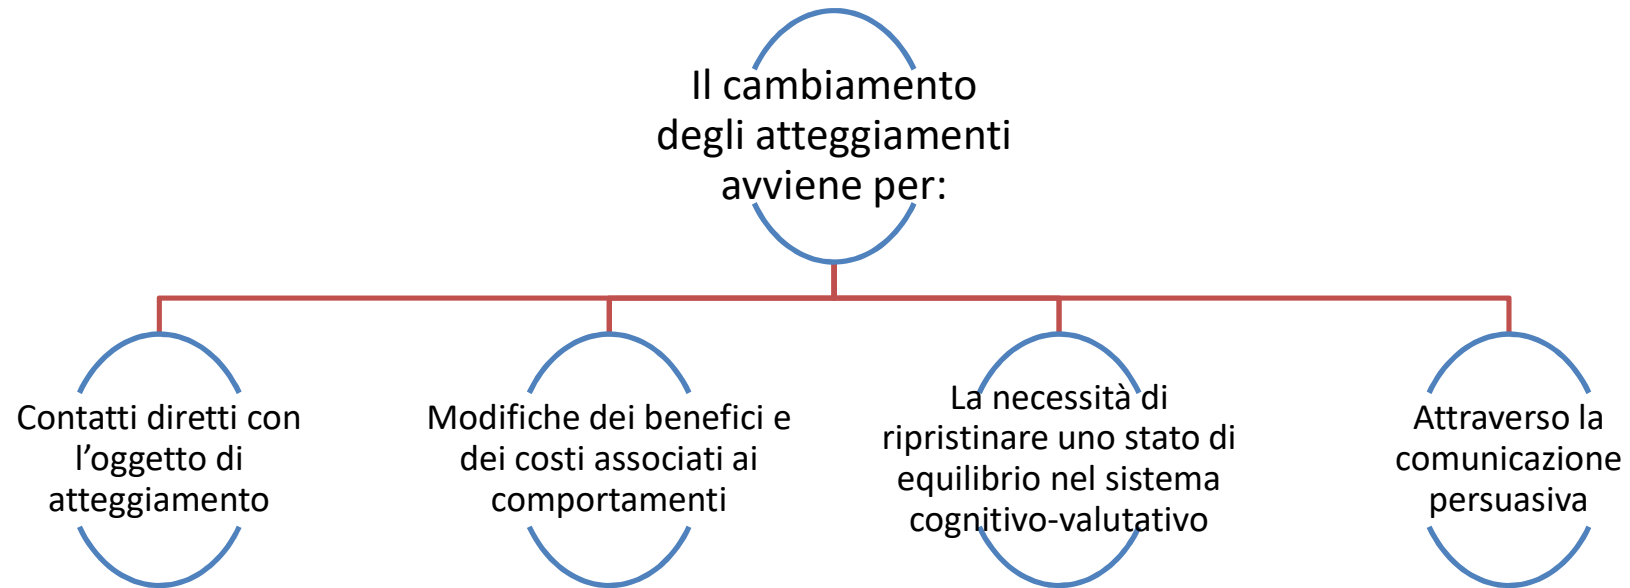 Il cambiamento
degli atteggiamenti
avviene per:
Contatti diretti con
l’oggetto di
atteggiamento
Modifiche dei benefici e
dei costi associati ai
comportamenti
La necessità di
ripristinare uno stato di
equilibrio nel sistema
cognitivo-valutativo
Attraverso la
comunicazione
persuasiva